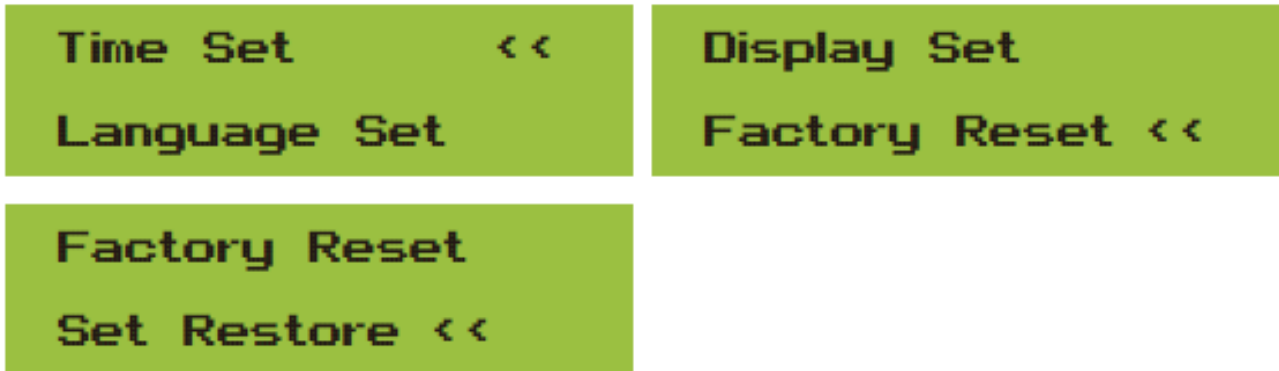 Time Set <<
Language Set
Display Set
Factory Reset <<
Factory Reset
Set Restore <<